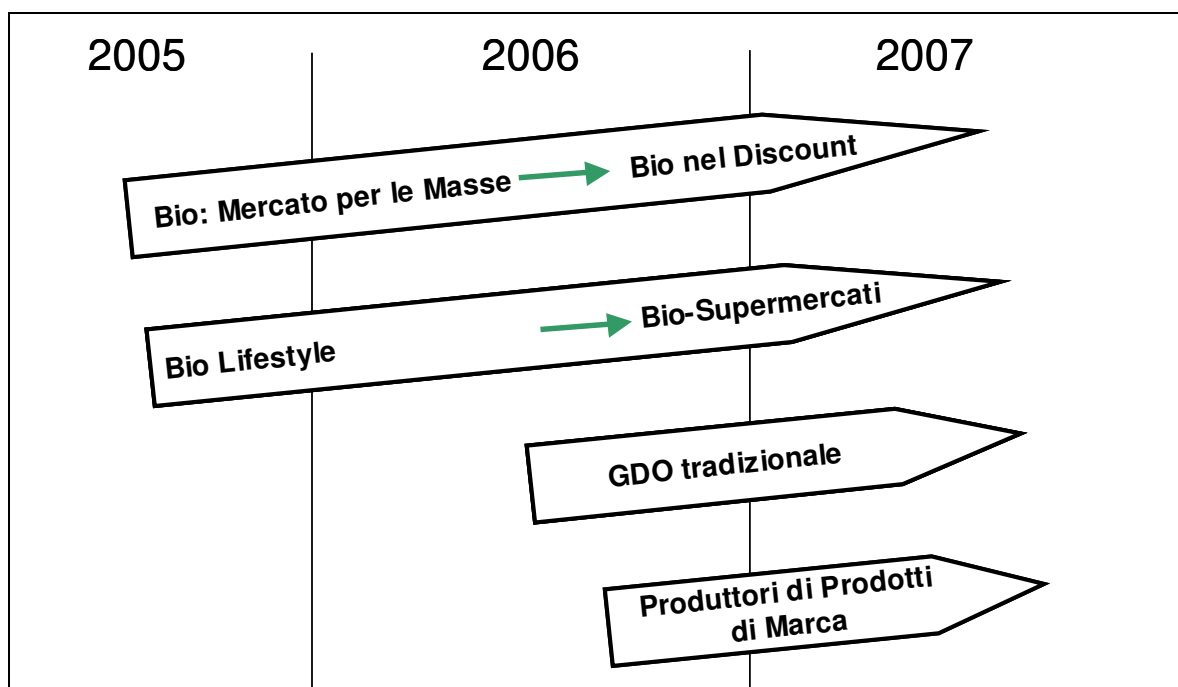 2005 2006 2007
Bio: Mercato per le Masse Bio nel Discount
Bio Lifestyle Bio-Supermercati
GDO tradizionale
Produttori di Prodotti
di Marca